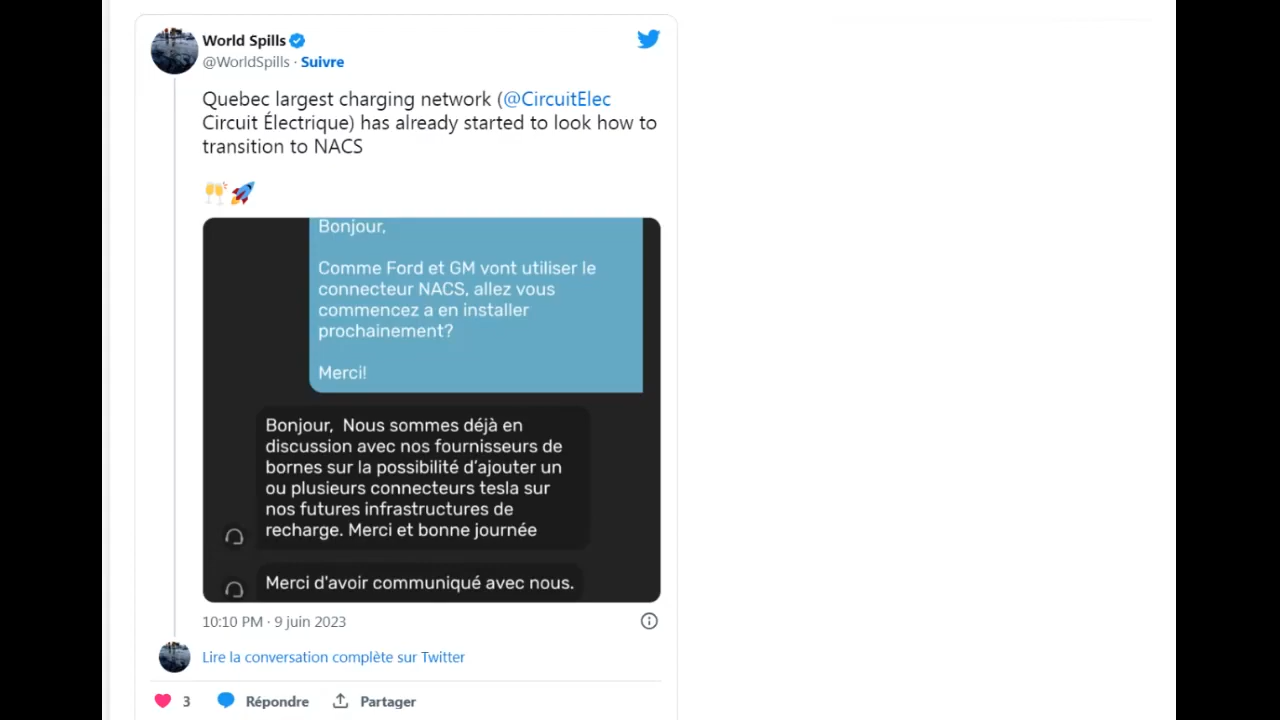 World Spills
@WorldSpills · Suivre
Quebec largest charging network (@CircuitElec
Circuit Électrique) has already started to look how to
transition to NACS
🥂🚀
Bonjour,
Comme Ford et GM vont utiliser le
connecteur NACS, allez vous
commencez a en installer
prochainement?
Merci!
Bonjour, Nous sommes déjà en
discussion avec nos fournisseurs de
bornes sur la possibilité d'ajouter un
ou plusieurs connecteurs tesla sur
nos futures infrastructures de
recharge. Merci et bonne journée
Merci d'avoir communiqué avec nous.
10:10 PM · 9 juin 2023
Lire la conversation complète sur Twitter
3 Répondre Partager